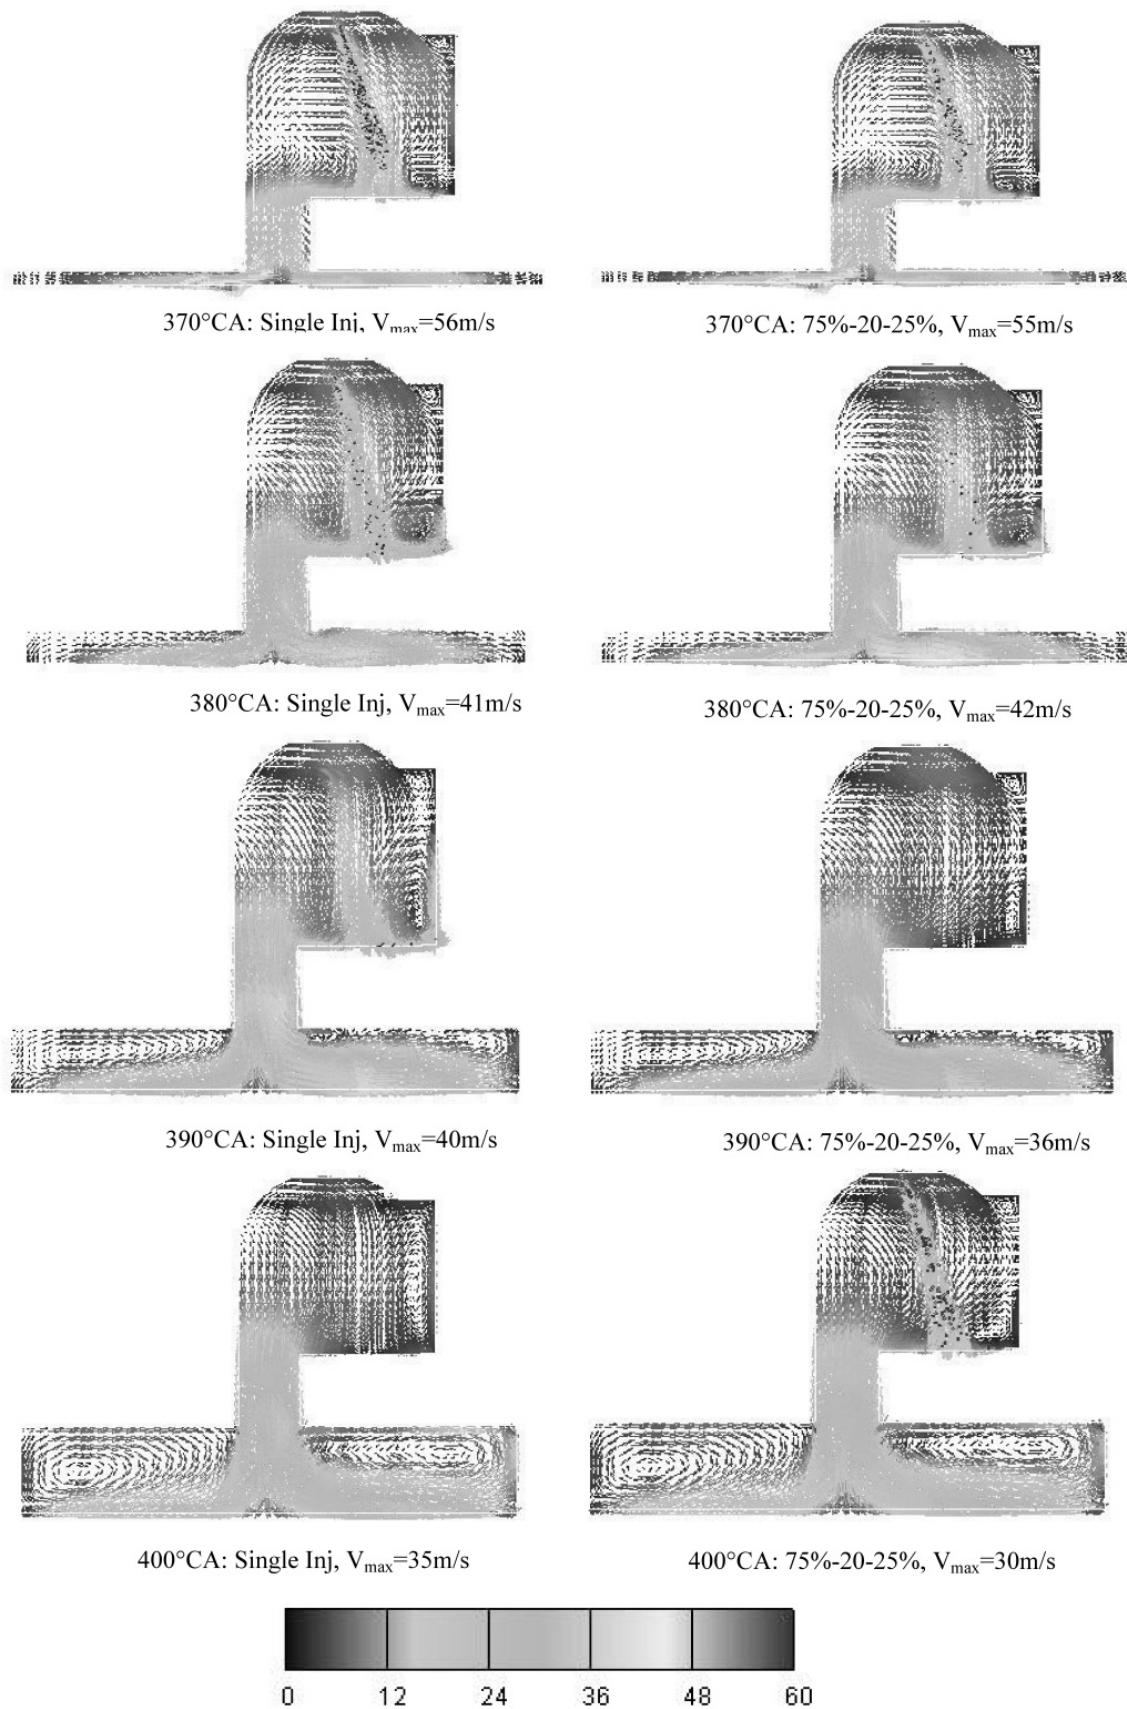 370°CA: Single Inj, Vmax=56m/s
370°CA: 75%-20-25%, Vmax=55m/s
380°CA: Single Inj, Vmax=41m/s
380°CA: 75%-20-25%, Vmax=42m/s
390°CA: Single Inj, Vmax=40m/s
390°CA: 75%-20-25%, Vmax=36m/s
400°CA: Single Inj, Vmax=35m/s
400°CA: 75%-20-25%, Vmax=30m/s
0 12 24 36 48 60